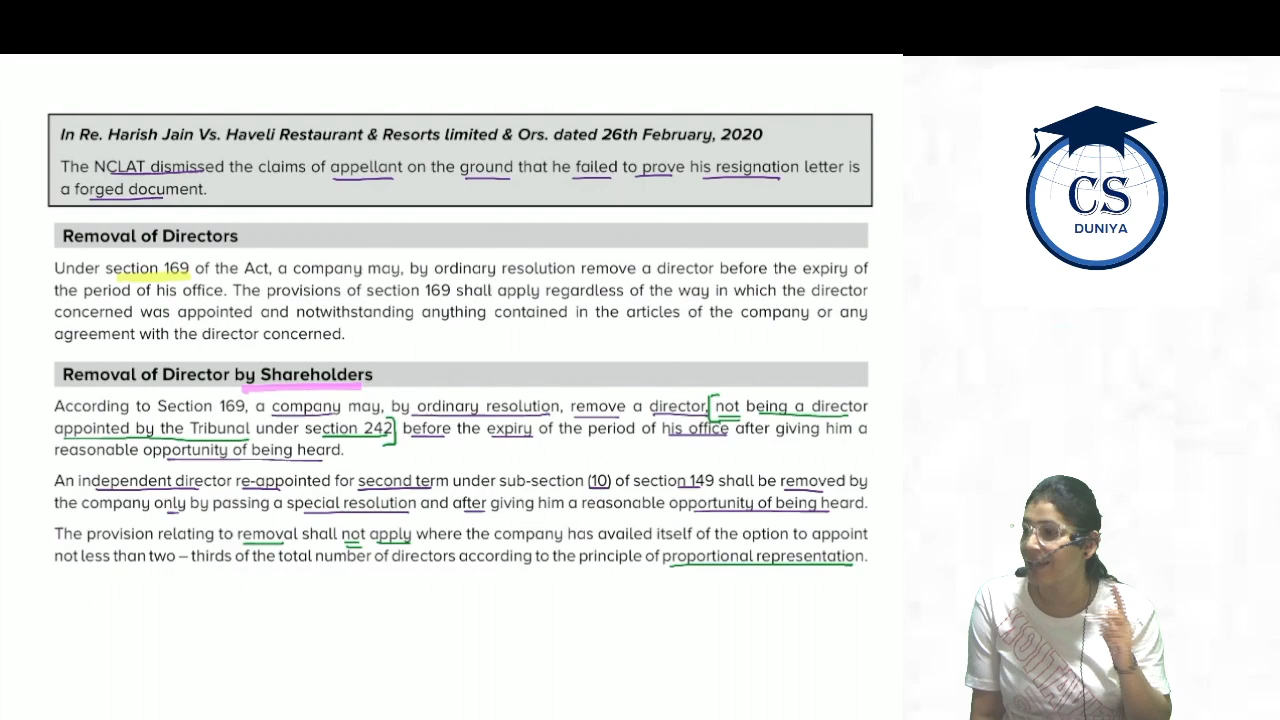 In Re. Harish Jain Vs. Haveli Restaurant & Resorts limited & Ors. dated 26th February, 2020
The NCLAT dismissed the claims of appellant on the ground that he failed to prove his resignation letter is
a forged document.
Removal of Directors
Under section 169 of the Act, a company may, by ordinary resolution remove a director before the expiry of
the period of his office. The provisions of section 169 shall apply regardless of the way in which the director
concerned was appointed and notwithstanding anything contained in the articles of the company or any
agreement with the director concerned.
Removal of Director by Shareholders
According to Section 169, a company may, by ordinary resolution, remove a director, not being a director
appointed by the Tribunal under section 242, before the expiry of the period of his office after giving him a
reasonable opportunity of being heard.
An independent director re-appointed for second term under sub-section (10) of section 149 shall be removed by
the company only by passing a special resolution and after giving him a reasonable opportunity of being heard.
The provision relating to removal shall not apply where the company has availed itself of the option to appoint
not less than two – thirds of the total number of directors according to the principle of proportional representation.
CS
DUNIYA